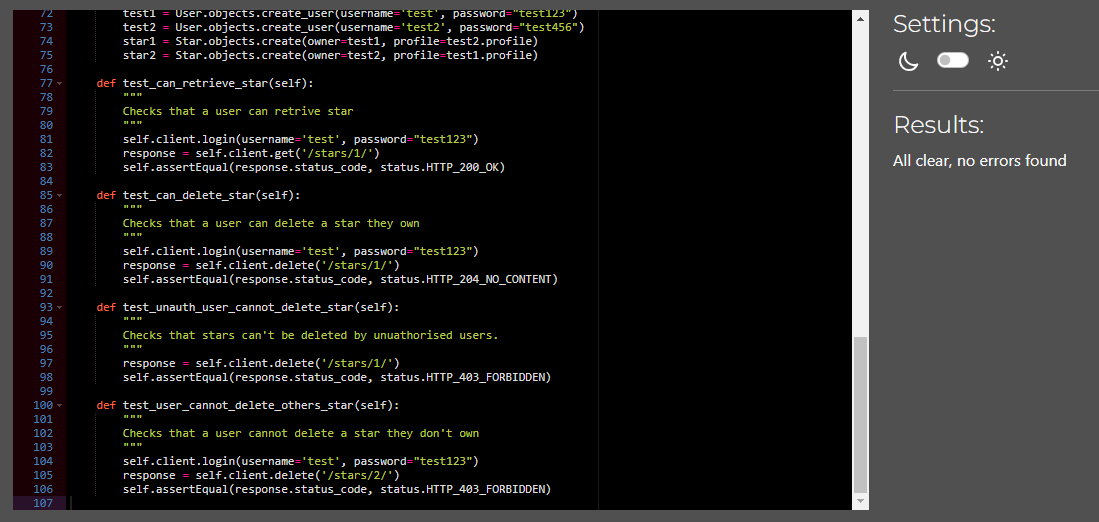 72 test1 = User.objects.create_user(username='test', password="test123")
73 test2 = User.objects.create_user(username='test2', password="test456")
74 star1 = Star.objects.create(owner=test1, profile=test2.profile)
75 star2 = Star.objects.create(owner=test2, profile=test1.profile)
76
77 def test_can_retrieve_star(self):
78 """
79 Checks that a user can retrive star
80 """
81 self.client.login(username='test', password="test123")
82 response = self.client.get('/stars/1/')
83 self.assertEqual(response.status_code, status.HTTP_200_OK)
84
85 def test_can_delete_star(self):
86 """
87 Checks that a user can delete a star they own
88 """
89 self.client.login(username='test', password="test123")
90 response = self.client.delete('/stars/1/')
91 self.assertEqual(response.status_code, status.HTTP_204_NO_CONTENT)
92
93 def test_unauth_user_cannot_delete_star(self):
94 """
95 Checks that stars can't be deleted by unuathorised users.
96 """
97 response = self.client.delete('/stars/1/')
98 self.assertEqual(response.status_code, status.HTTP_403_FORBIDDEN)
99
100 def test_user_cannot_delete_others_star(self):
101 """
102 Checks that a user cannot delete a star they don't own
103 """
104 self.client.login(username='test', password="test123")
105 response = self.client.delete('/stars/2/')
106 self.assertEqual(response.status_code, status.HTTP_403_FORBIDDEN)
107
Settings:
Results:
All clear, no errors found